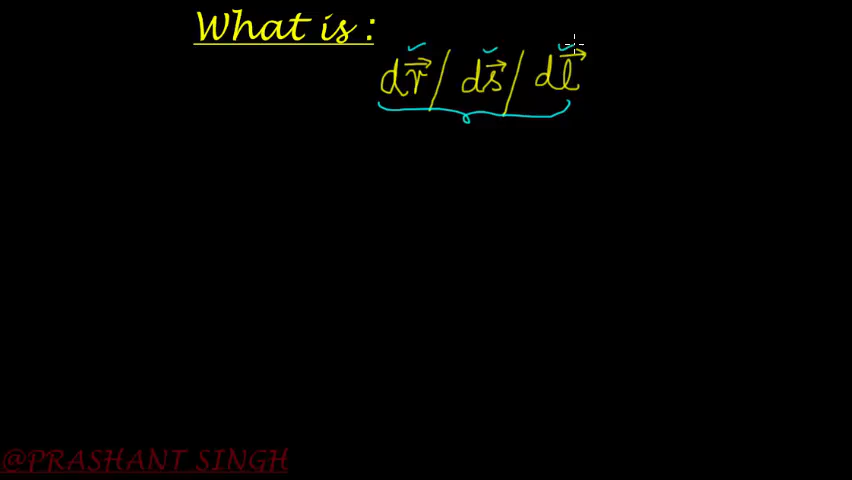 What is :
dr⃗ / ds⃗ / dl⃗
@PRASHANT SINGH